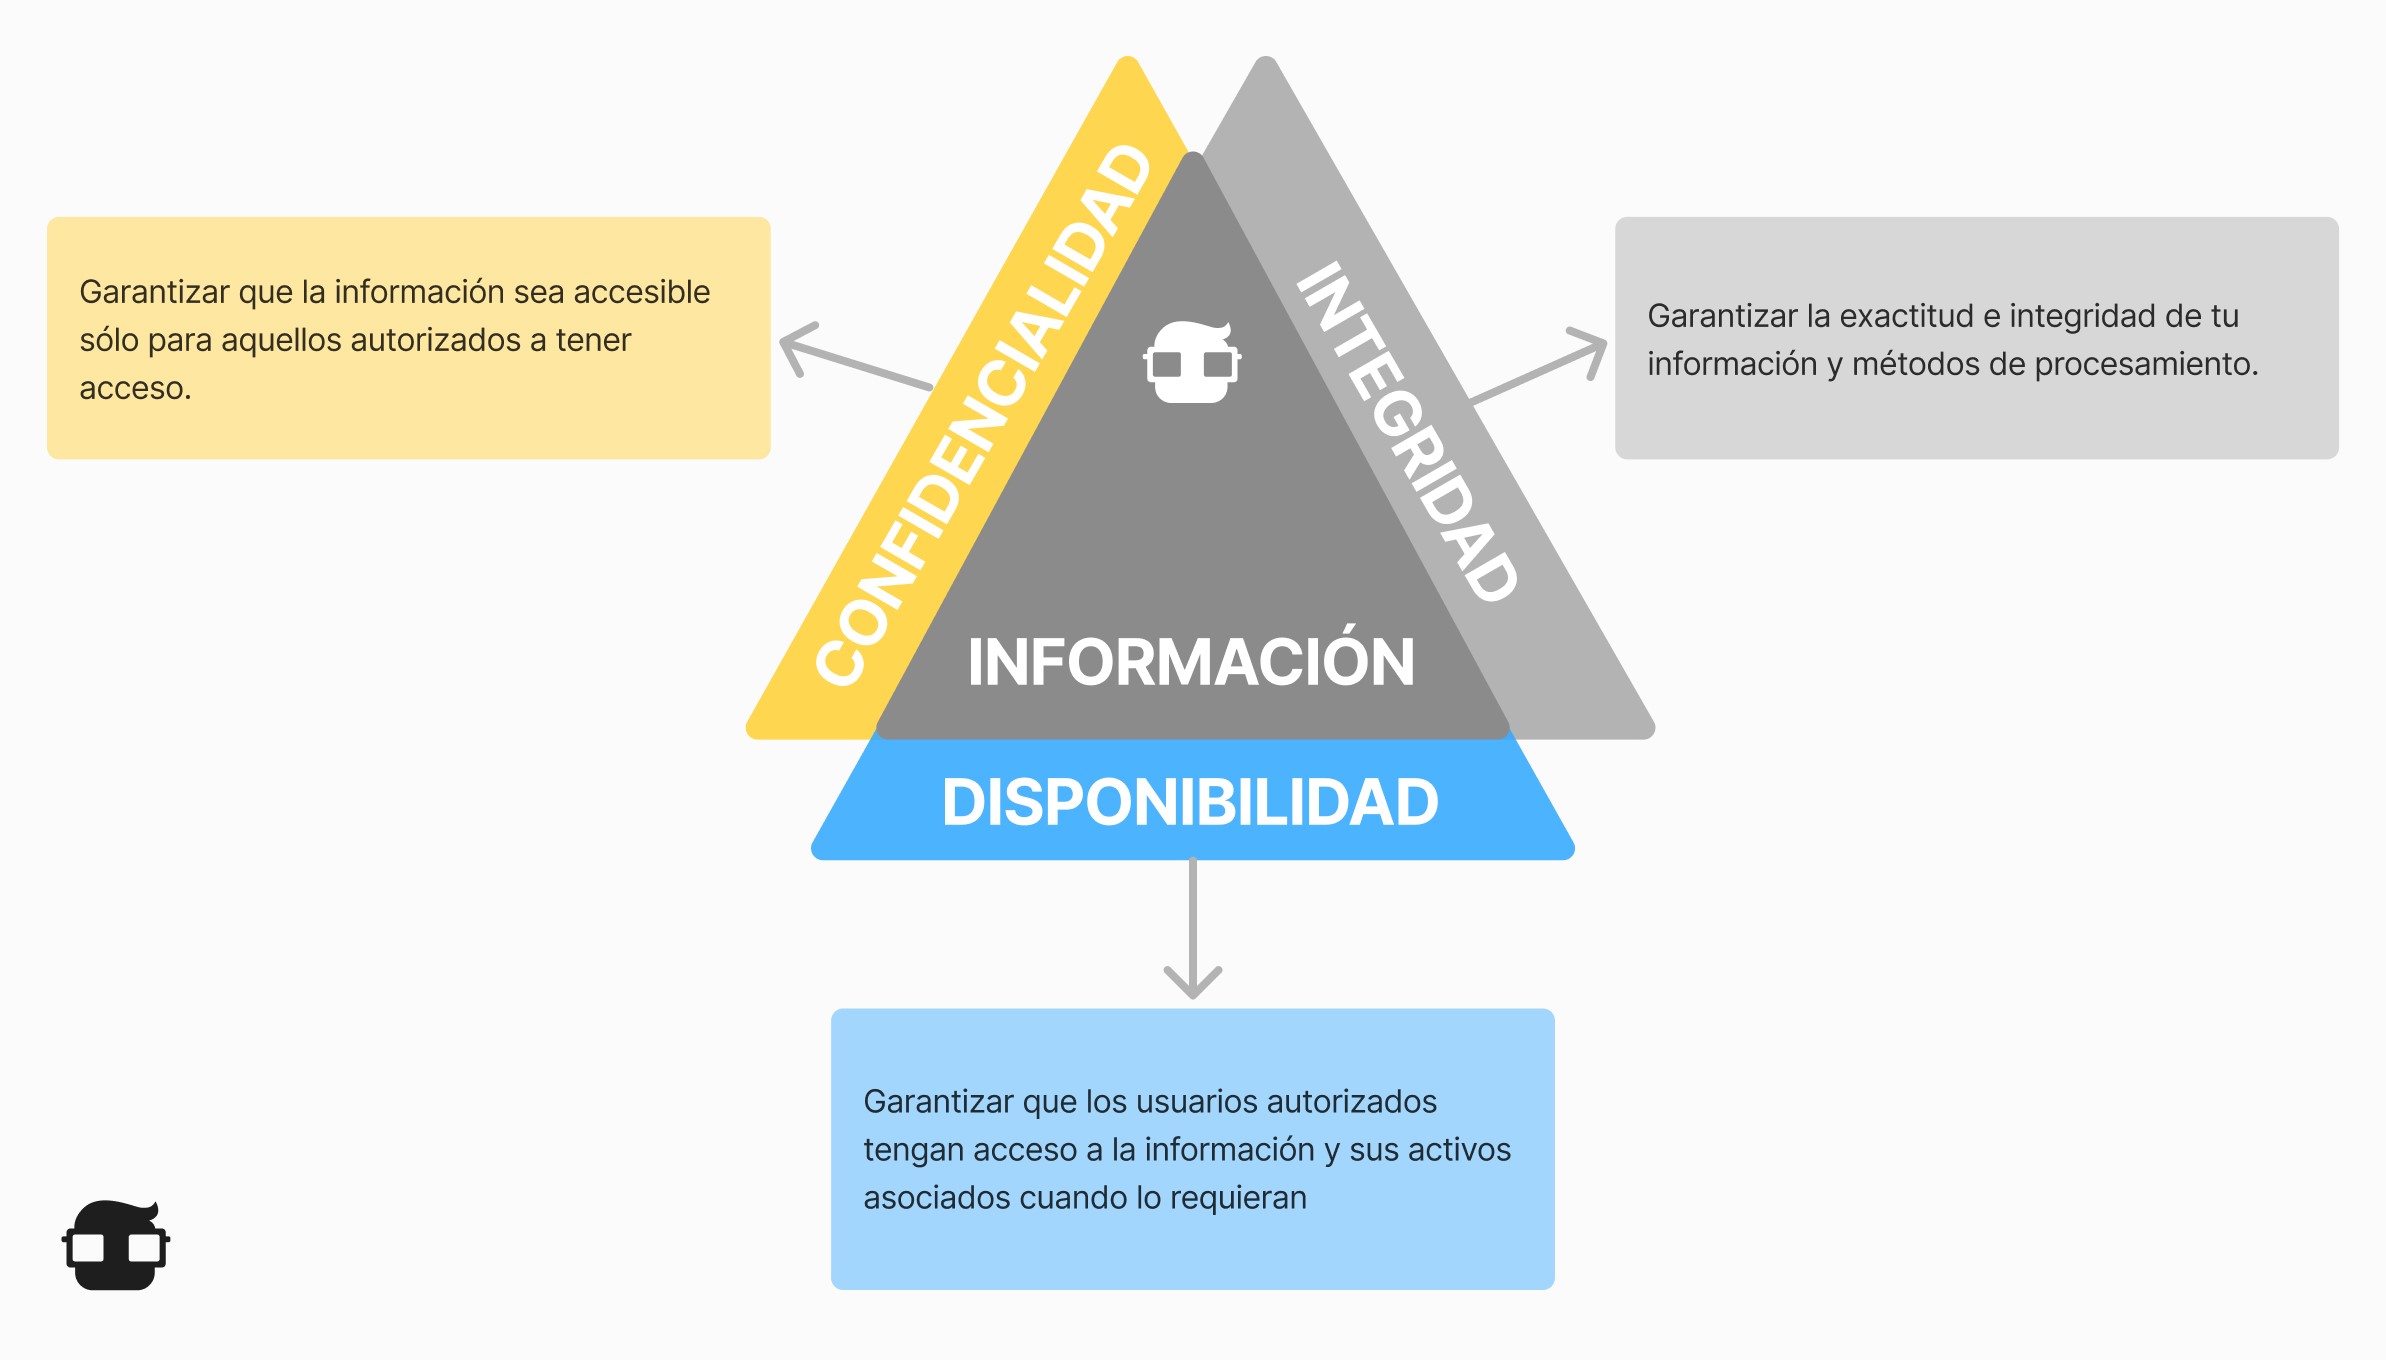 CONFIDENCIALIDAD
Garantizar que la información sea accesible
sólo para aquellos autorizados a tener
acceso.
INTEGRIDAD
Garantizar la exactitud e integridad de tu
información y métodos de procesamiento.
INFORMACIÓN
DISPONIBILIDAD
Garantizar que los usuarios autorizados
tengan acceso a la información y sus activos
asociados cuando lo requieran